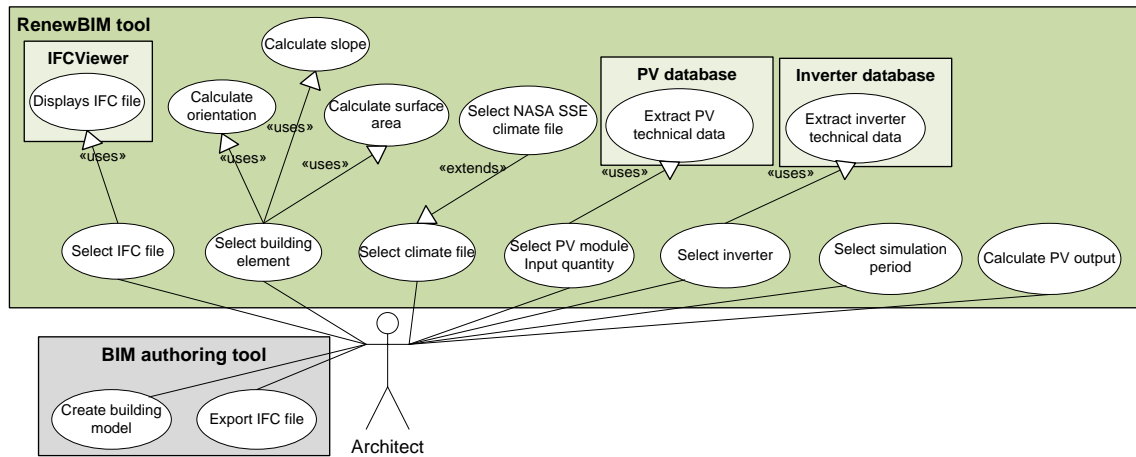 RenewBIM tool
IFCViewer
Displays IFC file
«uses»
Calculate
orientation
«uses»
Calculate slope
«uses»
Calculate surface
area
«uses»
Select NASA SSE
climate file
«extends»
PV database
Extract PV
technical data
«uses»
Inverter database
Extract inverter
technical data
«uses»
Select IFC file
Select building
element
Select climate file
Select PV module
Input quantity
Select inverter
Select simulation
period
Calculate PV output
BIM authoring tool
Create building
model
Export IFC file
Architect